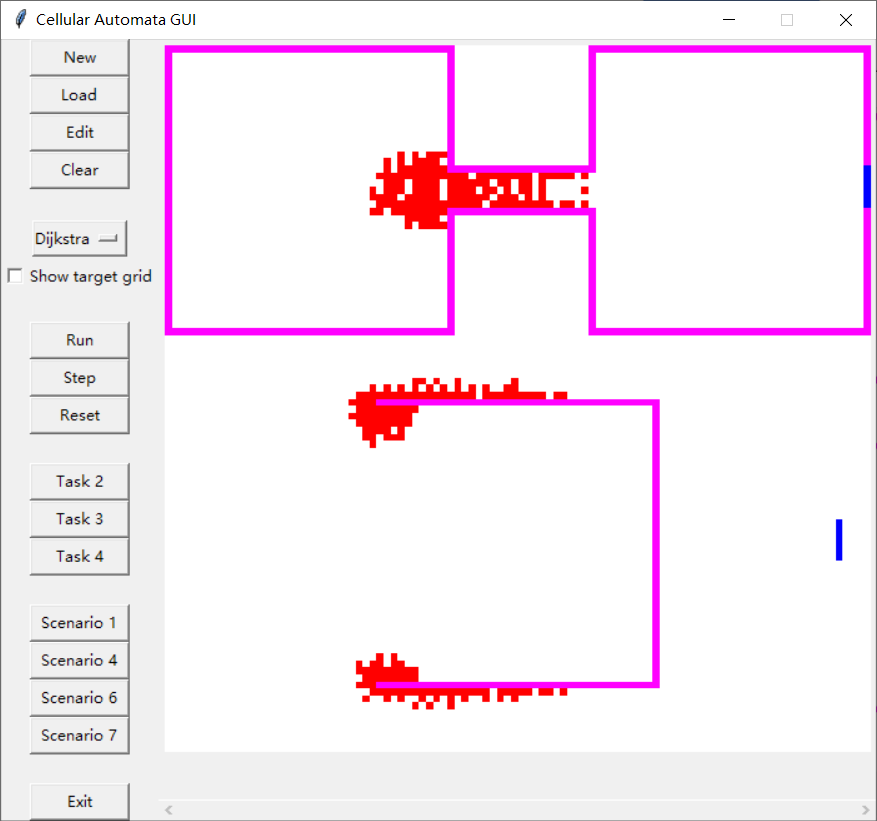 Cellular Automata GUI
New
Load
Edit
Clear
Dijkstra
Show target grid
Run
Step
Reset
Task 2
Task 3
Task 4
Scenario 1
Scenario 4
Scenario 6
Scenario 7
Exit